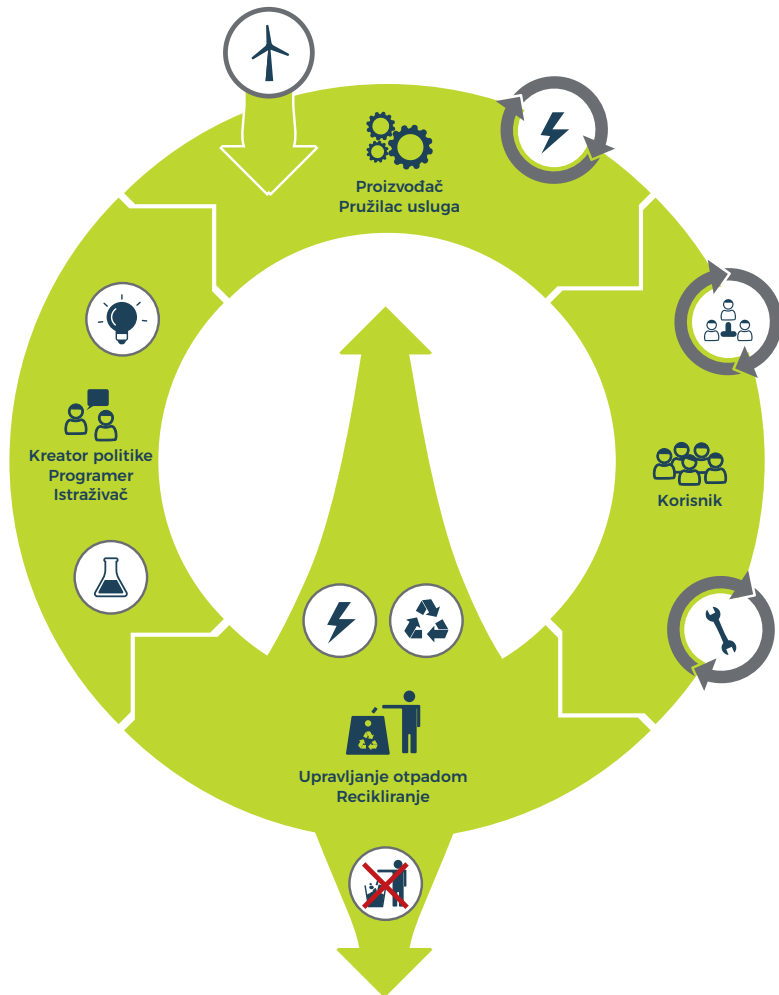 Proizvođač
Pružilac usluga
Kreator politike
Programer
Istraživač
Korisnik
Upravljanje otpadom
Recikliranje